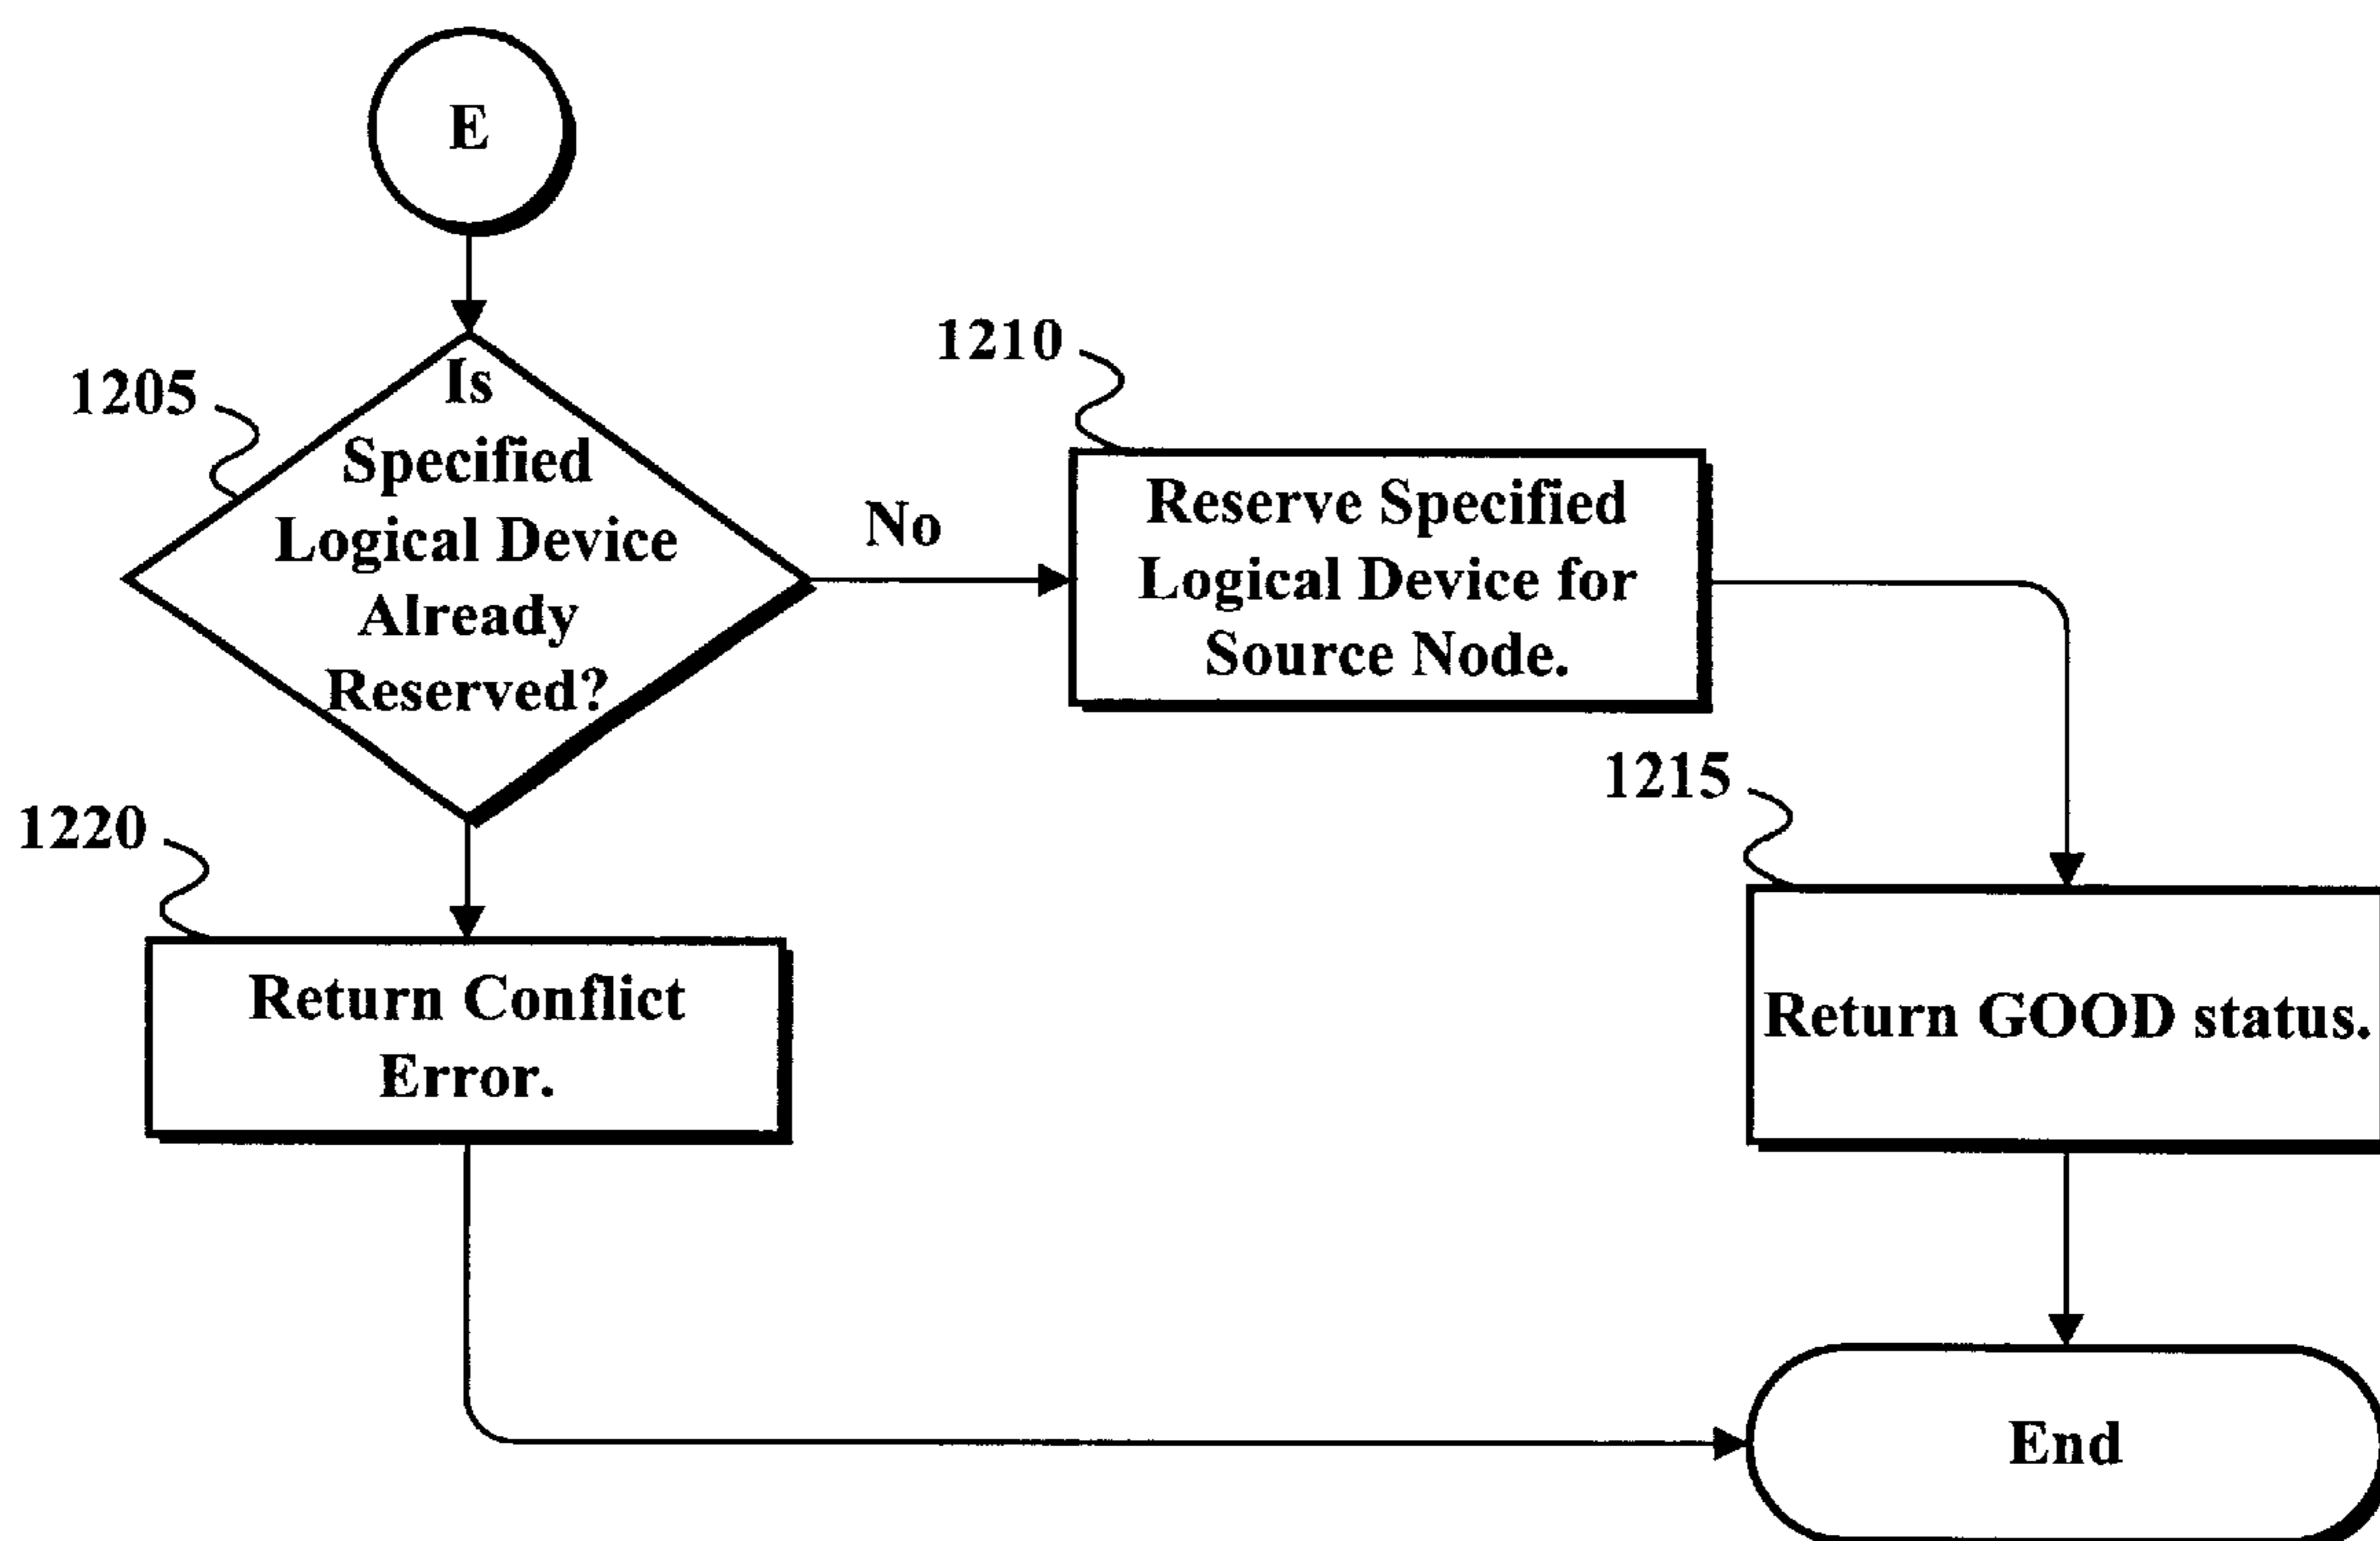 E
1205
Is
Specified
Logical Device
Already
Reserved?
No
1210
Reserve Specified
Logical Device for
Source Node.
1215
Return GOOD status.
1220
Return Conflict
Error.
End